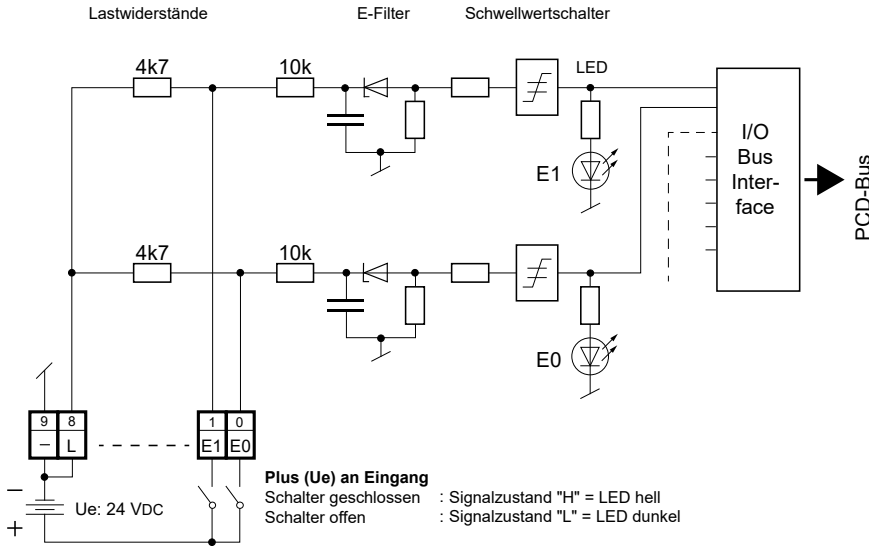 Lastwiderstände E-Filter Schwellwertschalter
4k7 10k LED
E1
I/O
Bus
Inter-
face
PCD-Bus
4k7 10k
E0
9 8 1 0
– L E1 E0
Plus (Ue) an Eingang
Schalter geschlossen : Signalzustand "H" = LED hell
Schalter offen : Signalzustand "L" = LED dunkel
–
+
Ue: 24 VDC